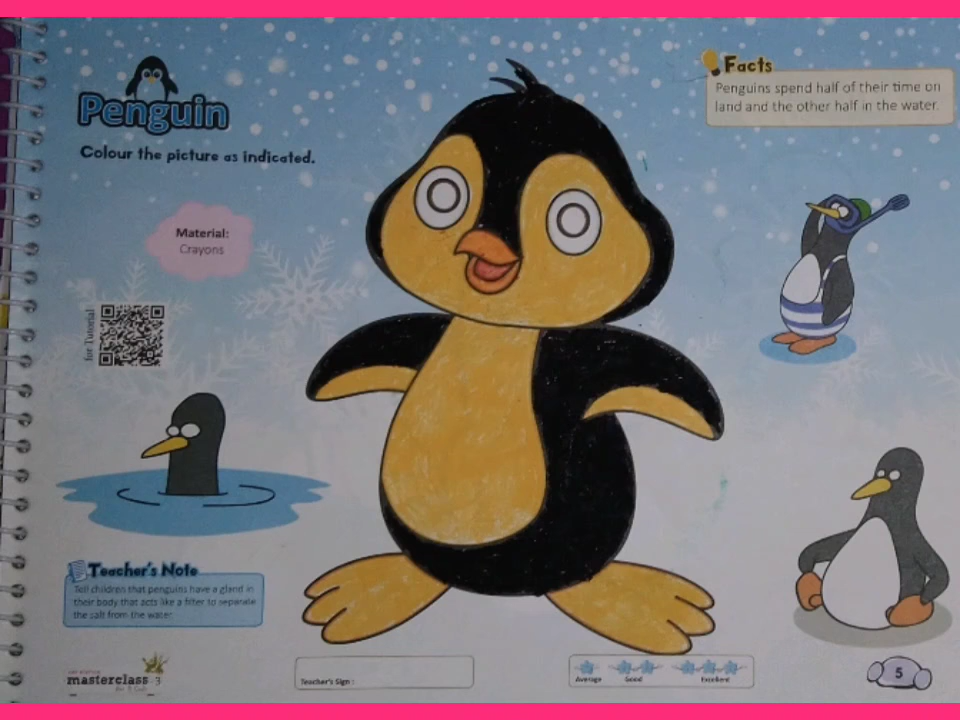 Penguin
Colour the picture as indicated.
Facts
Penguins spend half of their time on
land and the other half in the water.
Material:
Crayons
for Tutorial
Teacher's Note
Tell children that penguins have a gland in
their body that acts like a filter to separate
the salt from the water.
masterclass 3
Teacher's Sign :
Average Good Excellent
5